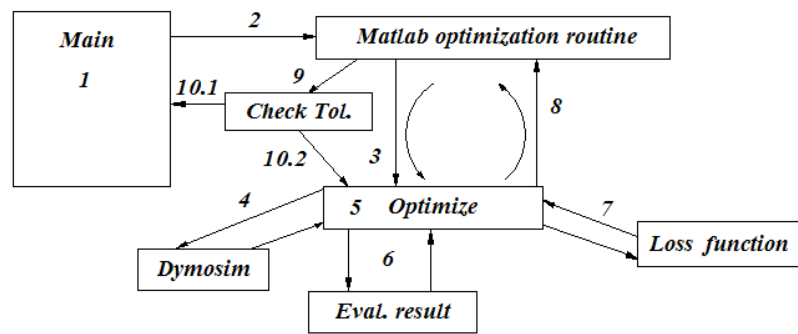 Main
1
2
Matlab optimization routine
9
10.1
Check Tol.
10.2
3
8
4
5 Optimize
7
6
Loss function
Dymosim
Eval. result